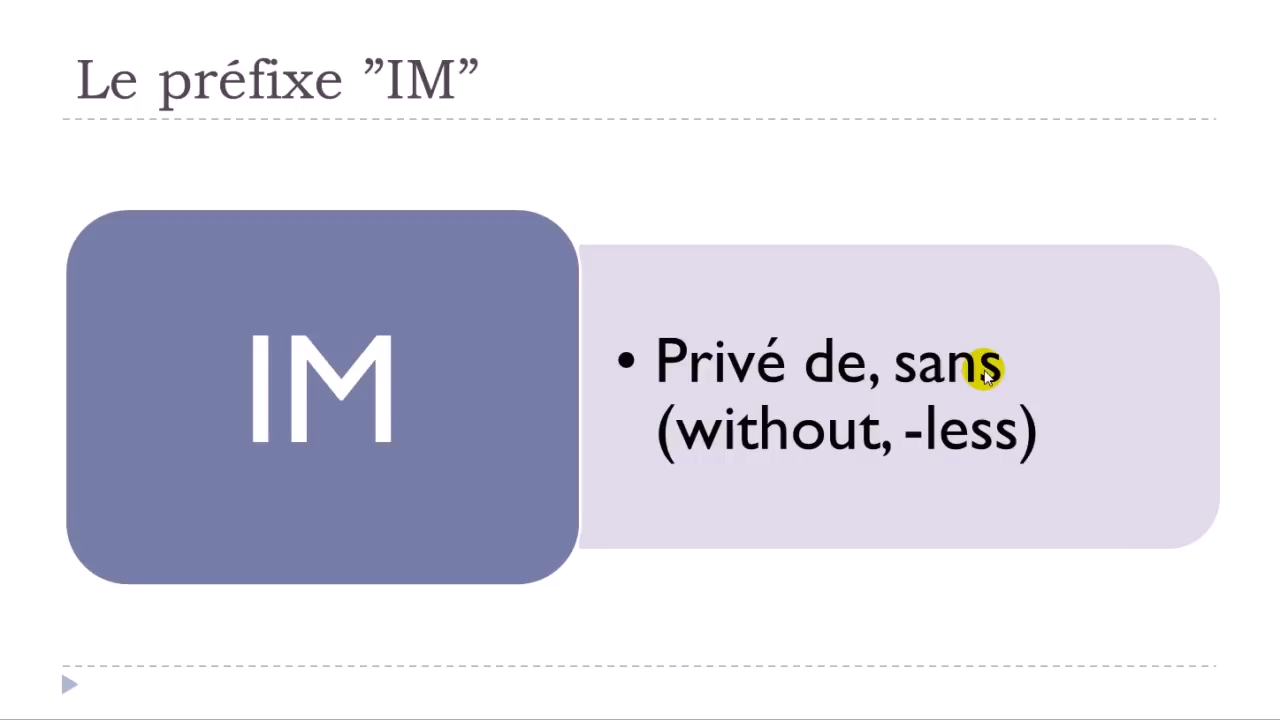 Le préfixe ”IM”
IM
• Privé de, sans
(without, -less)